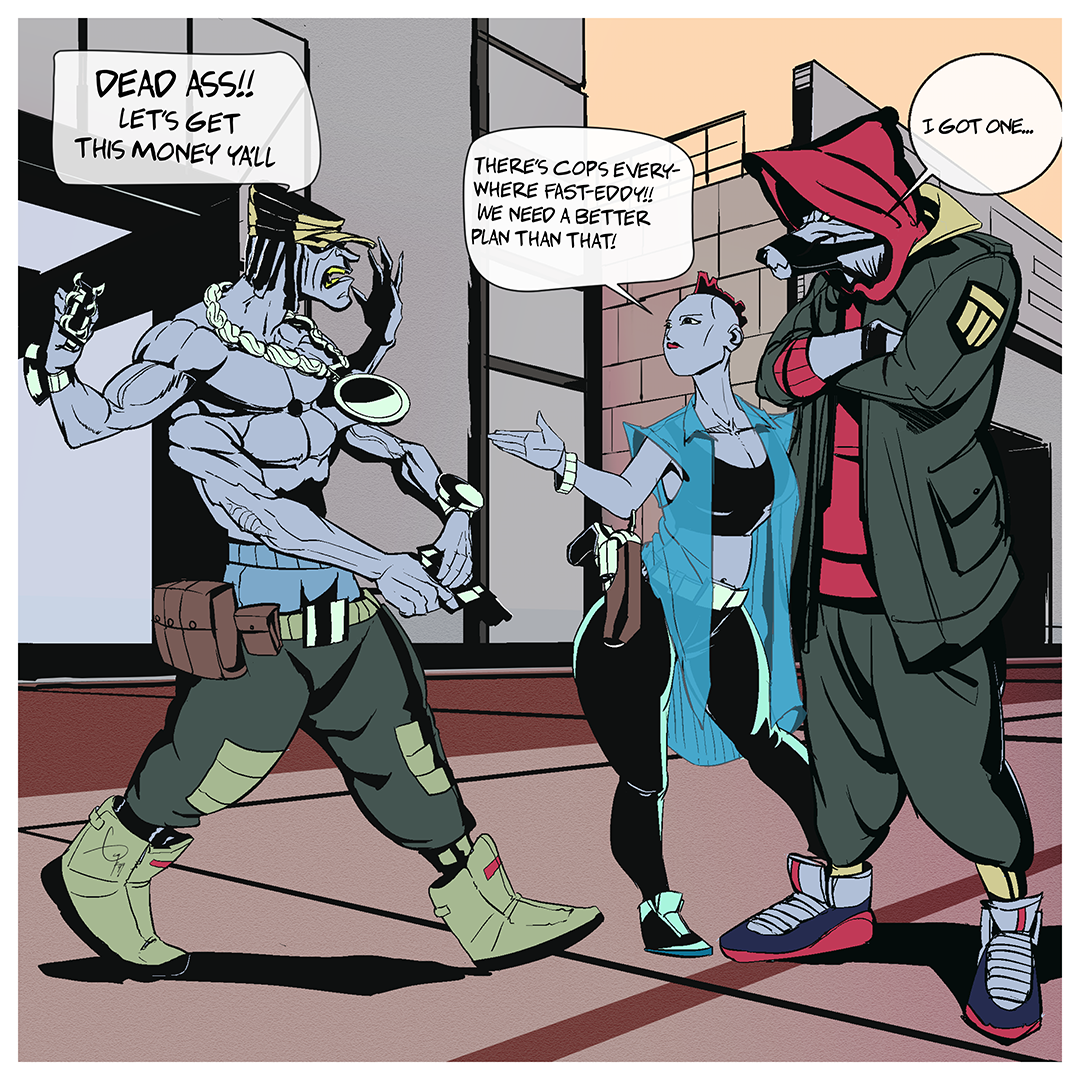 DEAD ASS!!
LET'S GET
THIS MONEY YA'LL
THERE'S COPS EVERY-
WHERE FAST-EDDY!!
WE NEED A BETTER
PLAN THAN THAT!
I GOT ONE...